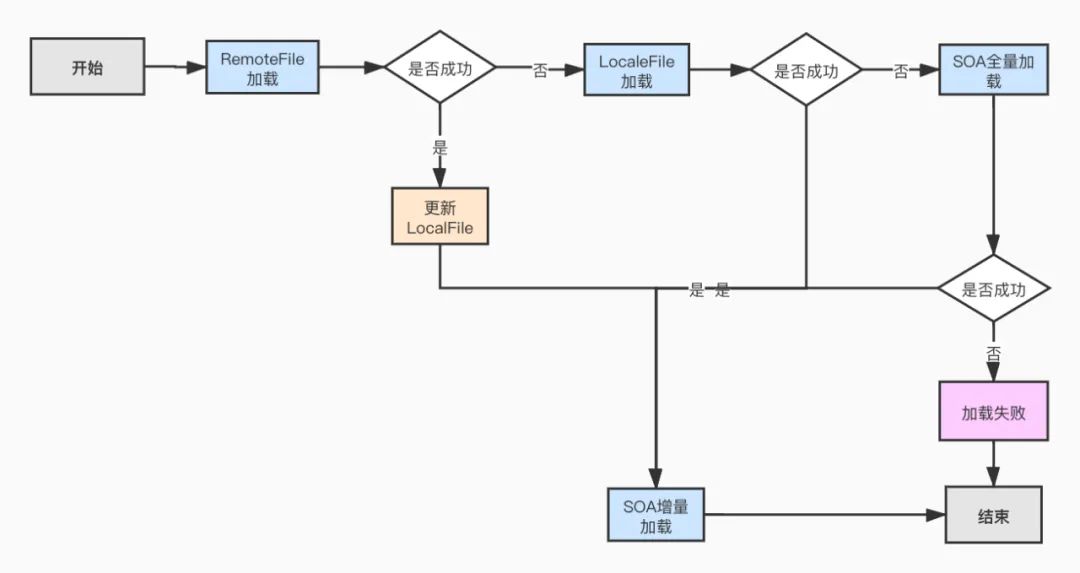 开始
RemoteFile
加载
是否成功
否
LocaleFile
加载
是否成功
否
SOA全量加
载
是
更新
LocalFile
是 是
是否成功
否
加载失败
SOA增量
加载
结束